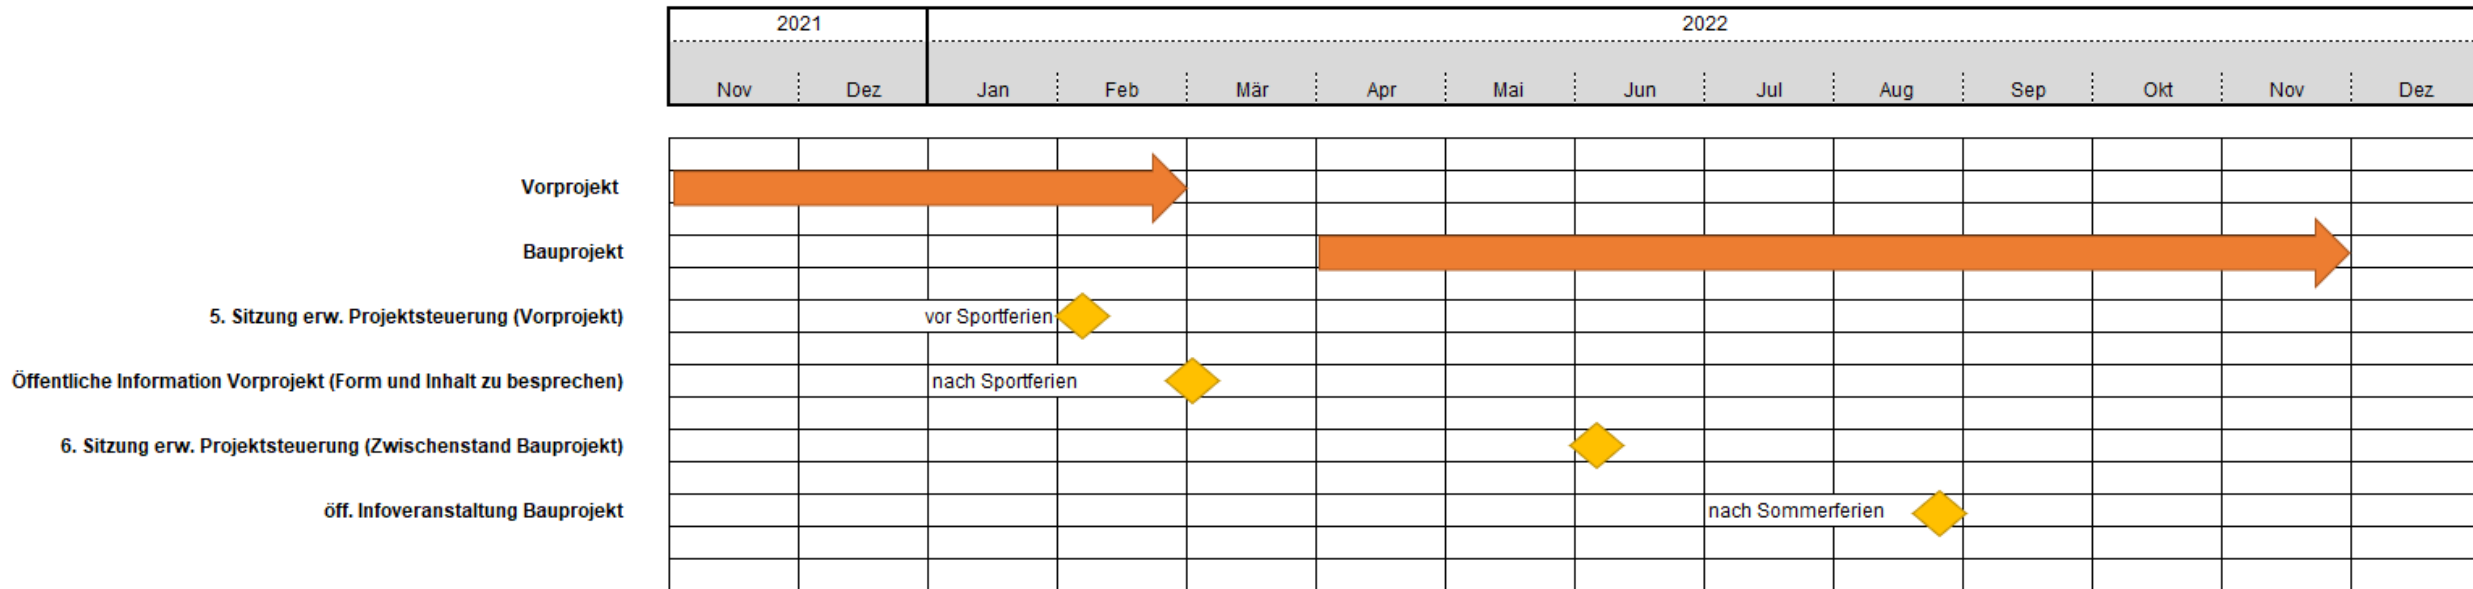 2021 2022
Nov Dez Jan Feb Mär Apr Mai Jun Jul Aug Sep Okt Nov Dez
Vorprojekt
Bauprojekt
5. Sitzung erw. Projektsteuerung (Vorprojekt) vor Sportferien
Öffentliche Information Vorprojekt (Form und Inhalt zu besprechen) nach Sportferien
6. Sitzung erw. Projektsteuerung (Zwischenstand Bauprojekt)
öff. Infoveranstaltung Bauprojekt nach Sommerferien